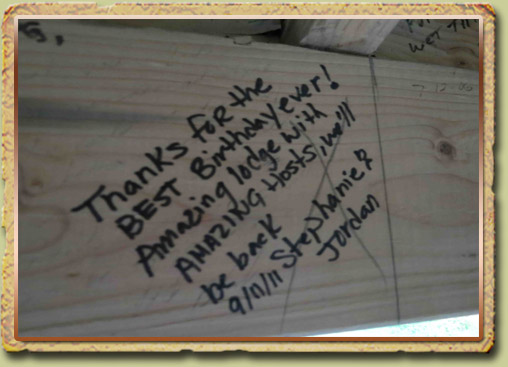 Thanks for the
BEST Birthday ever!
Amazing lodge with
AMAZING Hosts, we'll
be back
9/11/11 Stephanie &
Jordan